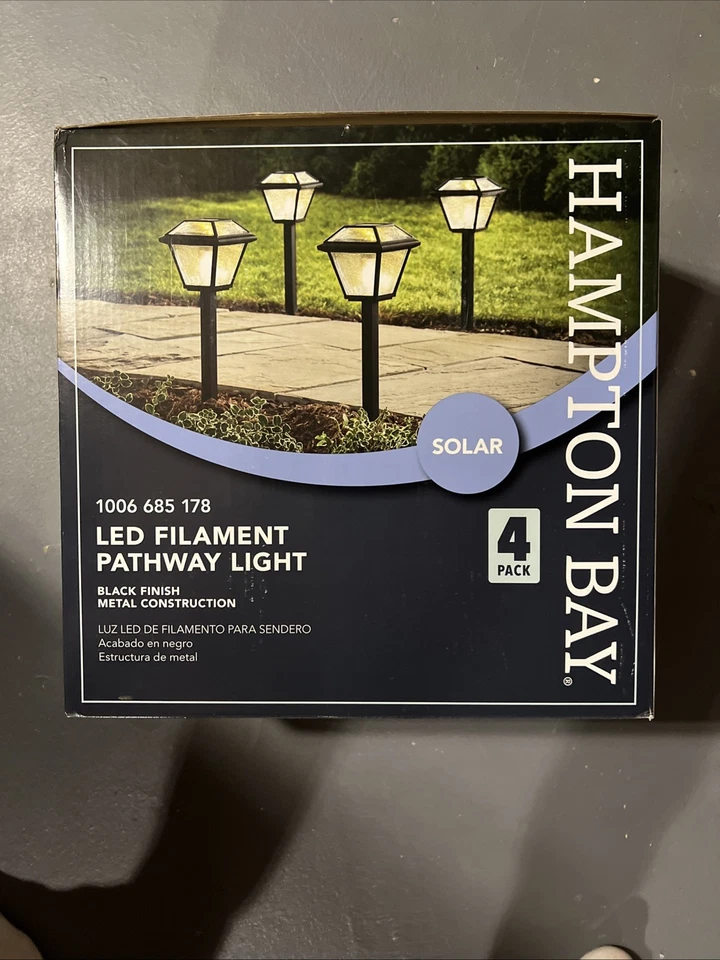 HAMPTON BAY®
SOLAR
1006 685 178
LED FILAMENT
PATHWAY LIGHT
4
PACK
BLACK FINISH
METAL CONSTRUCTION
LUZ LED DE FILAMENTO PARA SENDERO
Acabado en negro
Estructura de metal